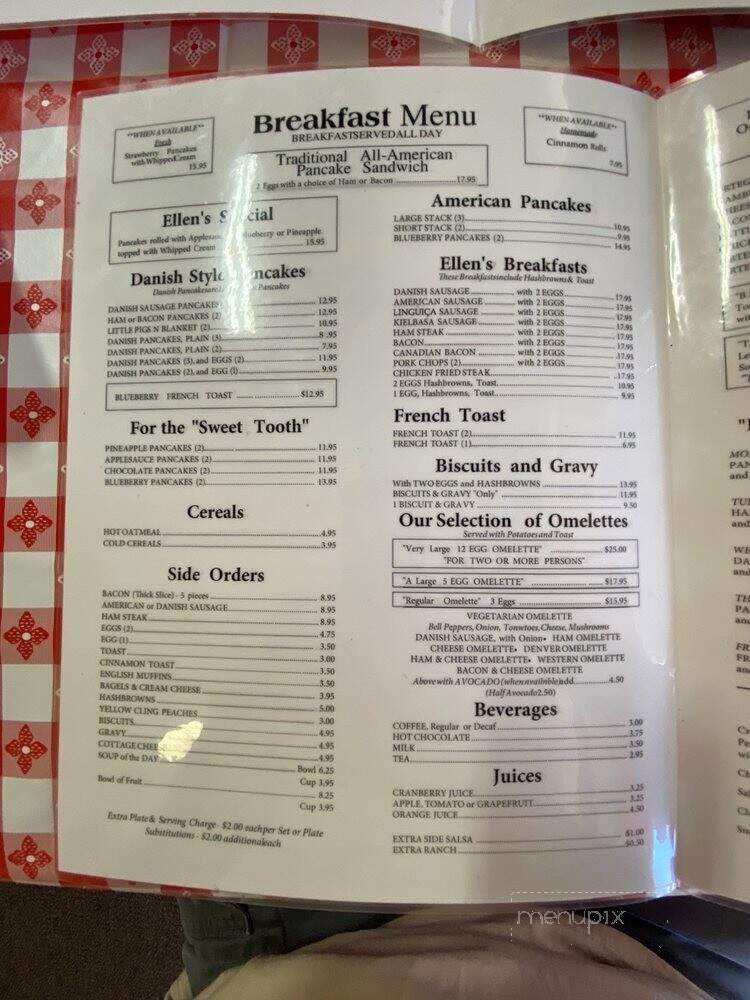 Breakfast Menu
BREAKFASTSERVEDALL DAY
**WHEN AVAILABLE**
Fresh
Strawberry Pancakes
with WhippedCream
15.95
Traditional All-American
Pancake Sandwich
2 Eggs with a choice of Ham or Bacon 17.95
**WHEN AVAILABLE**
Homemade
Cinnamon Rolls
7.95
Ellen's Special
Pancakes rolled with Applesauce, Blueberry or Pineapple
topped with Whipped Cream 15.95
Danish Style Pancakes
DANISH SAUSAGE PANCAKES 12.95
HAM or BACON PANCAKES (2) 12.95
LITTLE PIGS N BLANKET (2) 10.95
DANISH PANCAKES, PLAIN (3) 8.95
DANISH PANCAKES, PLAIN (2) 7.95
DANISH PANCAKES (3), and EGGS (2) 11.95
DANISH PANCAKES (2), and EGG (1) 9.95
BLUEBERRY FRENCH TOAST $12.95
For the "Sweet Tooth"
PINEAPPLE PANCAKES (2) 11.95
APPLESAUCE PANCAKES (2) 11.95
CHOCOLATE PANCAKES (2) 11.95
BLUEBERRY PANCAKES (2) 13.95
Cereals
HOT OATMEAL 4.95
COLD CEREALS 3.95
Side Orders
BACON (Thick Slice) - 5 pieces 8.95
AMERICAN or DANISH SAUSAGE 8.95
HAM STEAK 8.95
EGGS (2) 4.75
EGG (1) 3.50
TOAST 3.00
CINNAMON TOAST 3.50
ENGLISH MUFFINS 3.50
BAGELS & CREAM CHEESE 3.95
HASHBROWNS 5.00
YELLOW CLING PEACHES 3.00
BISCUITS 4.95
GRAVY 4.95
COTTAGE CHEESE 4.95
SOUP of the DAY Bowl 6.25
Cup 3.95
Bowl of Fruit 8.25
Cup 3.95
Extra Plate & Serving Charge - $2.00 eachper Set or Plate
Subtitutions - $2.00 additionaleach
American Pancakes
LARGE STACK (3) 10.95
SHORT STACK (2) 9.95
BLUEBERRY PANCAKES (2) 14.95
Ellen's Breakfasts
These Breakfastsinclude Hashbrowns & Toast
DANISH SAUSAGE with 2 EGGS 17.95
AMERICAN SAUSAGE with 2 EGGS 17.95
LINGUIÇA SAUSAGE with 2 EGGS 17.95
KIELBASA SAUSAGE with 2 EGGS 17.95
HAM STEAK with 2 EGGS 17.95
BACON with 2 EGGS 17.95
CANADIAN BACON with 2 EGGS 17.95
PORK CHOPS (2) with 2 EGGS 17.95
CHICKEN FRIED STEAK 17.95
2 EGGS Hashbrowns, Toast 10.95
1 EGG, Hashbrowns, Toast 9.95
French Toast
FRENCH TOAST (2) 11.95
FRENCH TOAST (1) 6.95
Biscuits and Gravy
With TWO EGGS and HASHBROWNS 13.95
BISCUITS & GRAVY "Only" 11.95
1 BISCUIT & GRAVY 9.50
Our Selection of Omelettes
Served with Potatoes and Toast
"Very Large 12 EGG OMELETTE" $25.00
"FOR TWO OR MORE PERSONS"
"A Large 5 EGG OMELETTE" $17.95
"Regular Omelette" 3 Eggs $15.95
VEGETARIAN OMELETTE
Bell Peppers, Onion, Tomwtoes, Cheese, Mushrooms
DANISH SAUSAGE, with Onion• HAM OMELETTE
CHEESE OMELETTE• DENVER OMELETTE
HAM & CHEESE OMELETTE• WESTERN OMELETTE
BACON & CHEESE OMELETTE
Above with AVOCADO (when availnble) add 4.50
(Half Avocado 2.50)
Beverages
COFFEE, Regular or Decaf 3.00
HOT CHOCOLATE 3.75
MILK 3.50
TEA 2.95
Juices
CRANBERRY JUICE 3.25
APPLE, TOMATO or GRAPEFRUIT 3.25
ORANGE JUICE 4.50
EXTRA SIDE SALSA $1.00
EXTRA RANCH $0.50
menupix